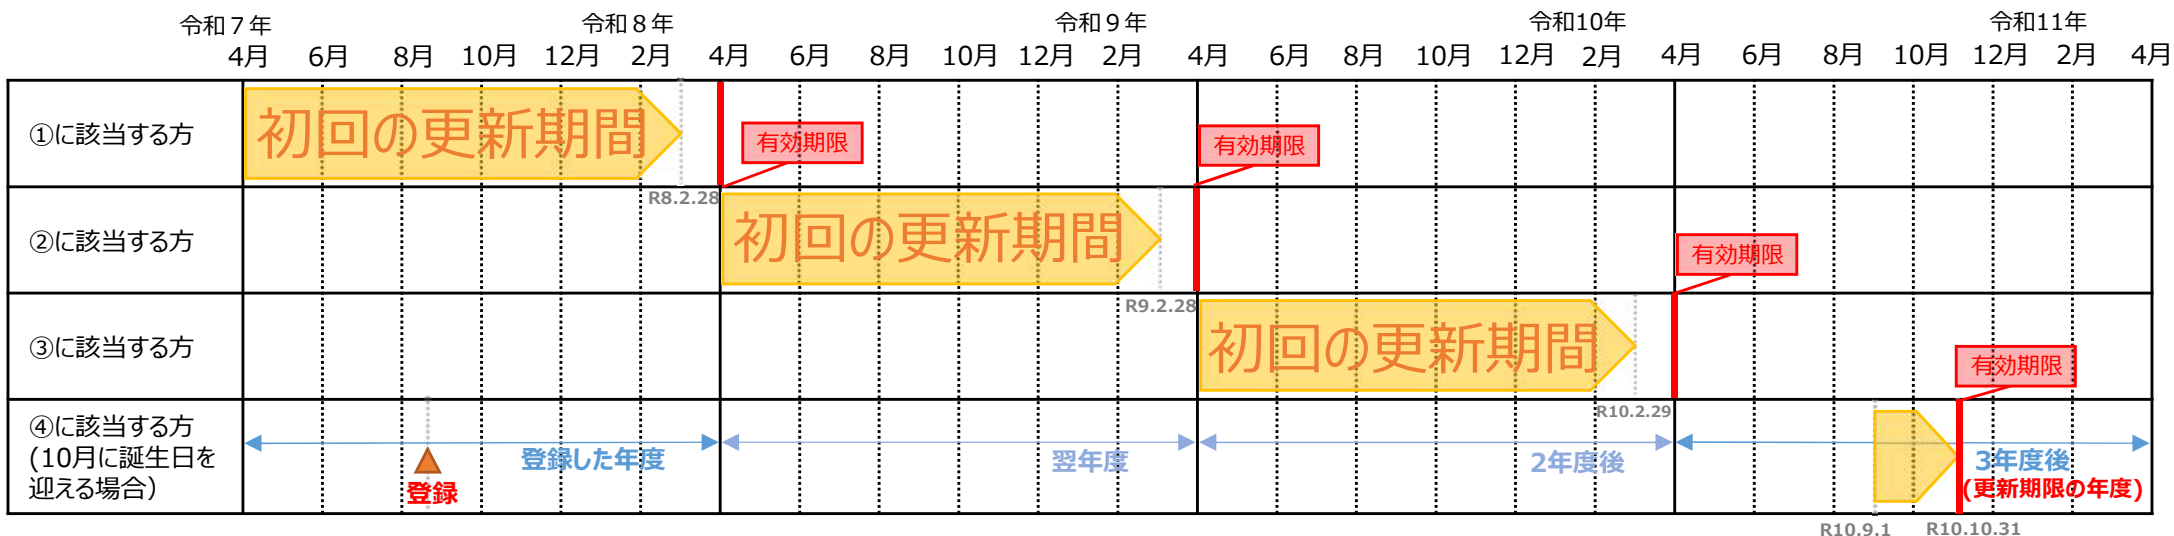 令和７年 令和８年 令和９年 令和10年 令和11年
4月 6月 8月 10月 12月 2月 4月 6月 8月 10月 12月 2月 4月 6月 8月 10月 12月 2月 4月 6月 8月 10月 12月 2月 4月
①に該当する方
初回の更新期間
有効期限
有効期限
R8.2.28
②に該当する方
初回の更新期間
有効期限
R9.2.28
③に該当する方
初回の更新期間
有効期限
R10.2.29
④に該当する方
(10月に誕生日を
迎える場合）
登録した年度
翌年度
2年度後
3年度後
(更新期限の年度)
登録
R10.9.1
R10.10.31